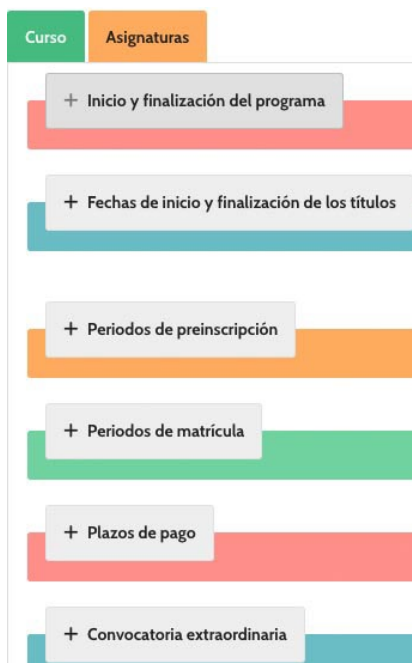 Curso Asignaturas
+ Inicio y finalización del programa
+ Fechas de inicio y finalización de los títulos
+ Periodos de preinscripción
+ Periodos de matrícula
+ Plazos de pago
+ Convocatoria extraordinaria